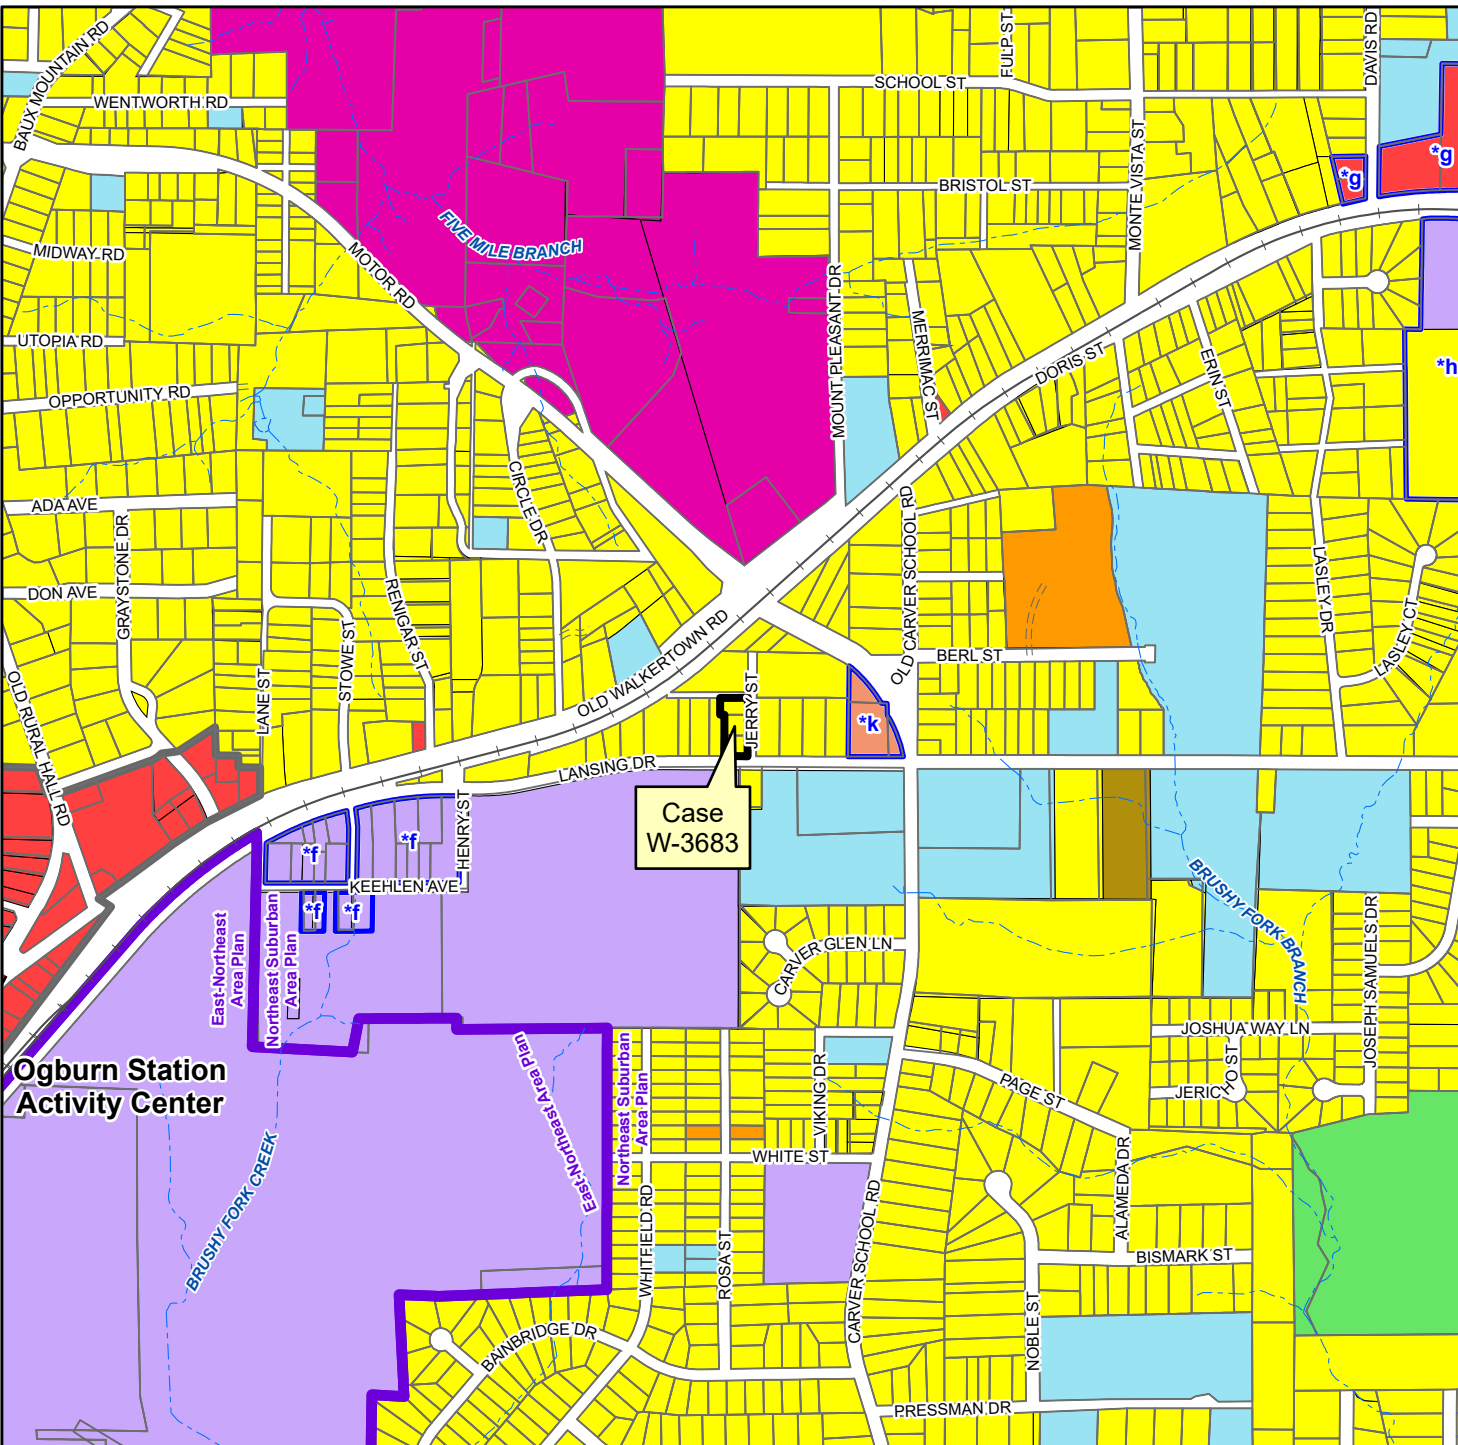 BAUX MOUNTAIN RD
WENTWORTH RD
SCHOOL ST
FULP ST
DAVIS RD
MONTE VISTA ST
*g
*g
BRISTOL ST
FIVE MILE BRANCH
MIDWAY RD
MOTOR RD
MOUNT PLEASANT DR
MERRIMAC ST
UTOPIA RD
DORIS ST
ERIN ST
*h
OPPORTUNITY RD
CIRCLE DR
ADA AVE
GRAYSTONE DR
OLD CARVER SCHOOL RD
LASLEY DR
DON AVE
RENIGAR ST
LASLEY CT
STOWE ST
OLD WALKERTOWN RD
BERL ST
OLD RURAL HALL RD
LANE ST
JERRY ST
*k
LANSING DR
Case
W-3683
HENRY ST
*f
*f
KEEHLEN AVE
*f
*f
BRUSHY FORK BRANCH
East-Northeast
Area Plan
Northeast Suburban
Area Plan
CARVER GLEN LN
JOSEPH SAMUELS DR
JOSHUA WAY LN
Ogburn Station
Activity Center
East-Northeast Area Plan
Northeast Suburban
Area Plan
VIKING DR
PAGE ST
JERICHO ST
BRUSHY FORK CREEK
WHITE ST
ALAMEDA DR
WHITFIELD RD
ROSA ST
CARVER SCHOOL RD
BISMARK ST
NOBLE ST
BAINBRIDGE DR
PRESSMAN DR